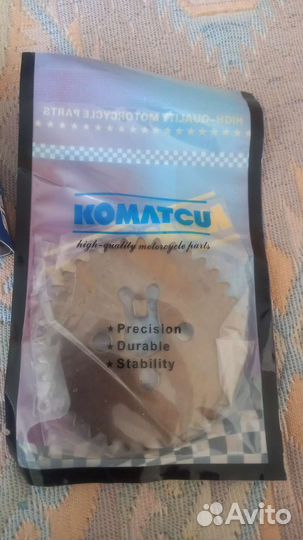 HIGH-QUALITY MOTORCYCLE PARTS
KOMATCU
high-quality motorcycle parts
★ Precision
★ Durable
★ Stability
Avito